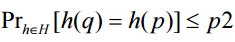 Pr_{h∈H} [h(q) = h(p)] ≤ p2